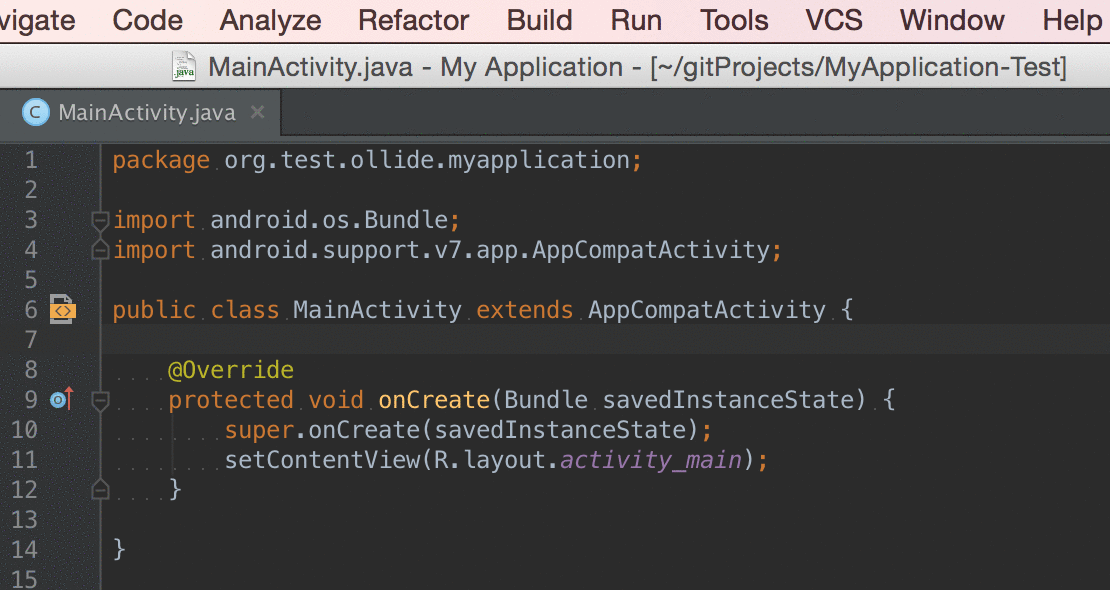 vigate Code Analyze Refactor Build Run Tools VCS Window Help
MainActivity.java - My Application - [~/gitProjects/MyApplication-Test]
C MainActivity.java ×
1 package org.test.ollide.myapplication;
2
3 import android.os.Bundle;
4 import android.support.v7.app.AppCompatActivity;
5
6 public class MainActivity extends AppCompatActivity {
7
8 @Override
9 protected void onCreate(Bundle savedInstanceState) {
10 super.onCreate(savedInstanceState);
11 setContentView(R.layout.activity_main);
12 }
13
14 }
15